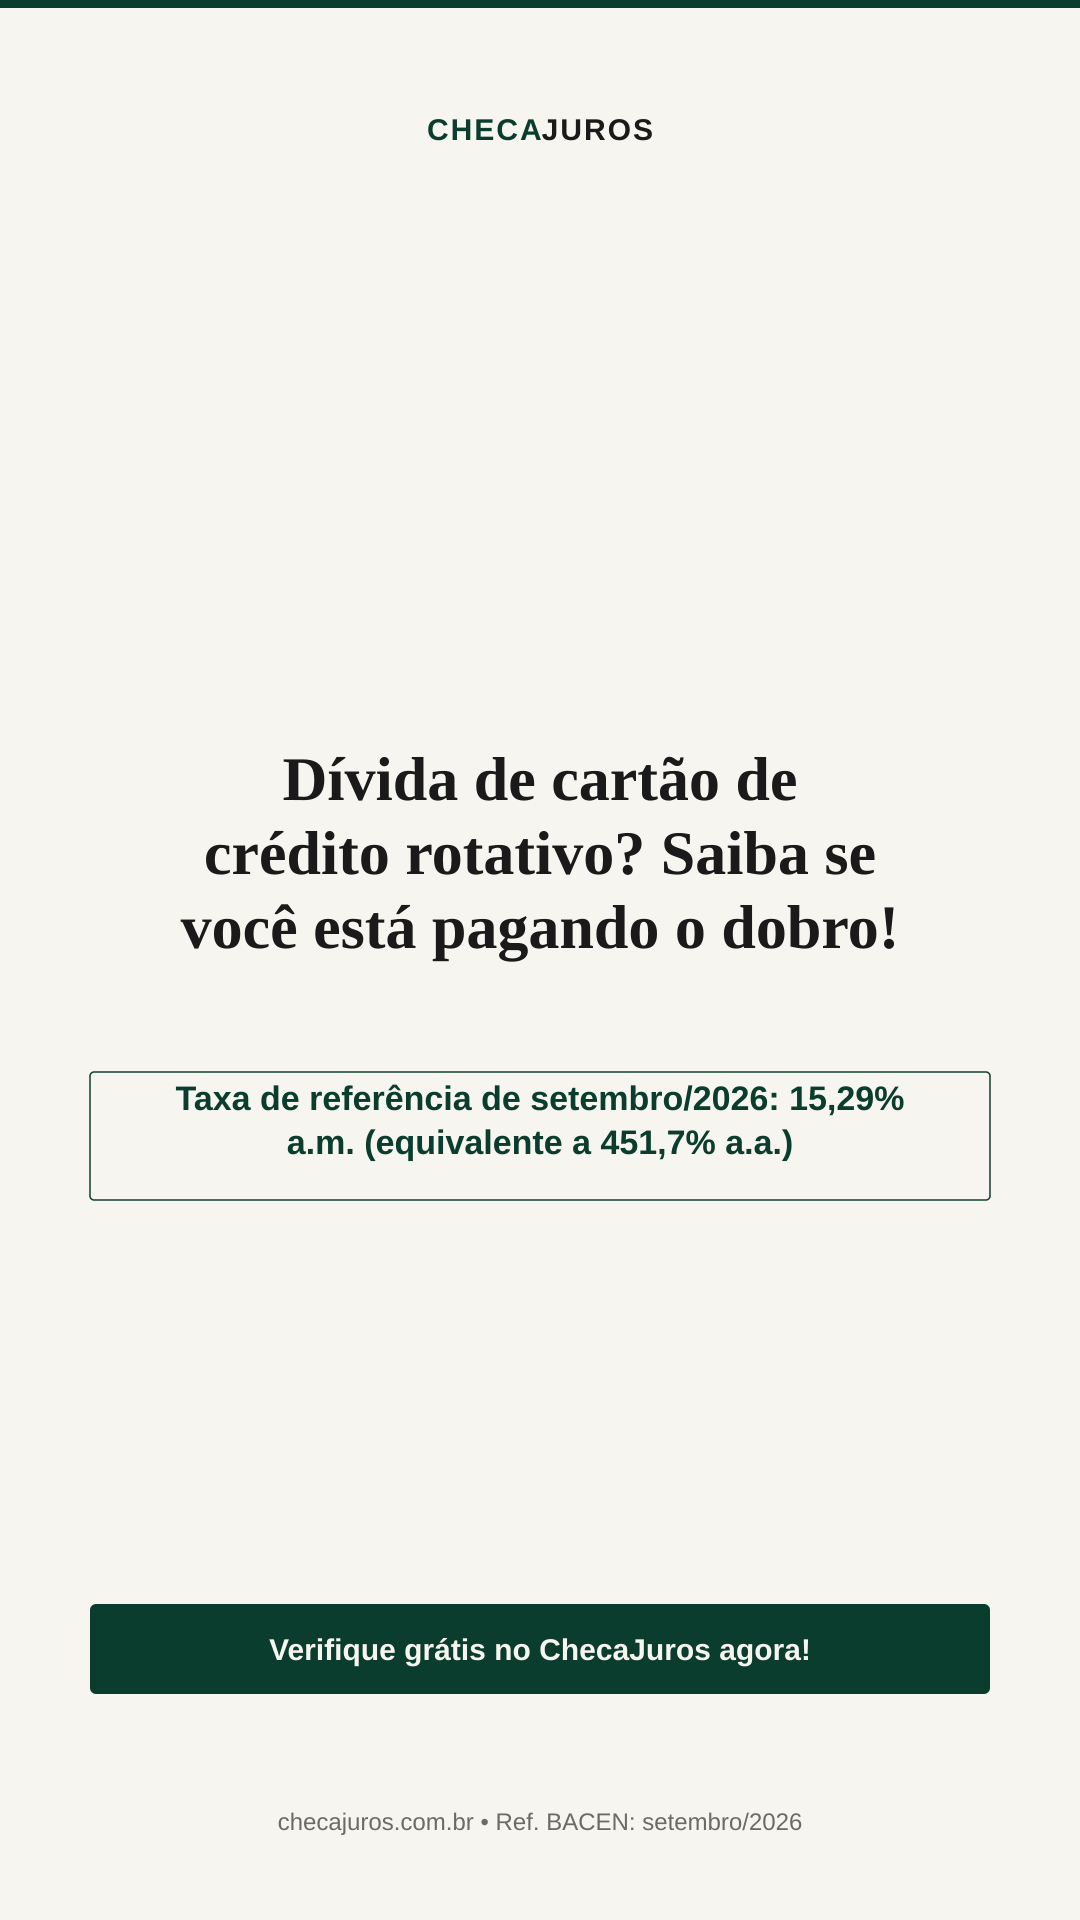 CHECAJUROS
Dívida de cartão de
crédito rotativo? Saiba se
você está pagando o dobro!
Taxa de referência de setembro/2026: 15,29%
a.m. (equivalente a 451,7% a.a.)
Verifique grátis no ChecaJuros agora!
checajuros.com.br • Ref. BACEN: setembro/2026